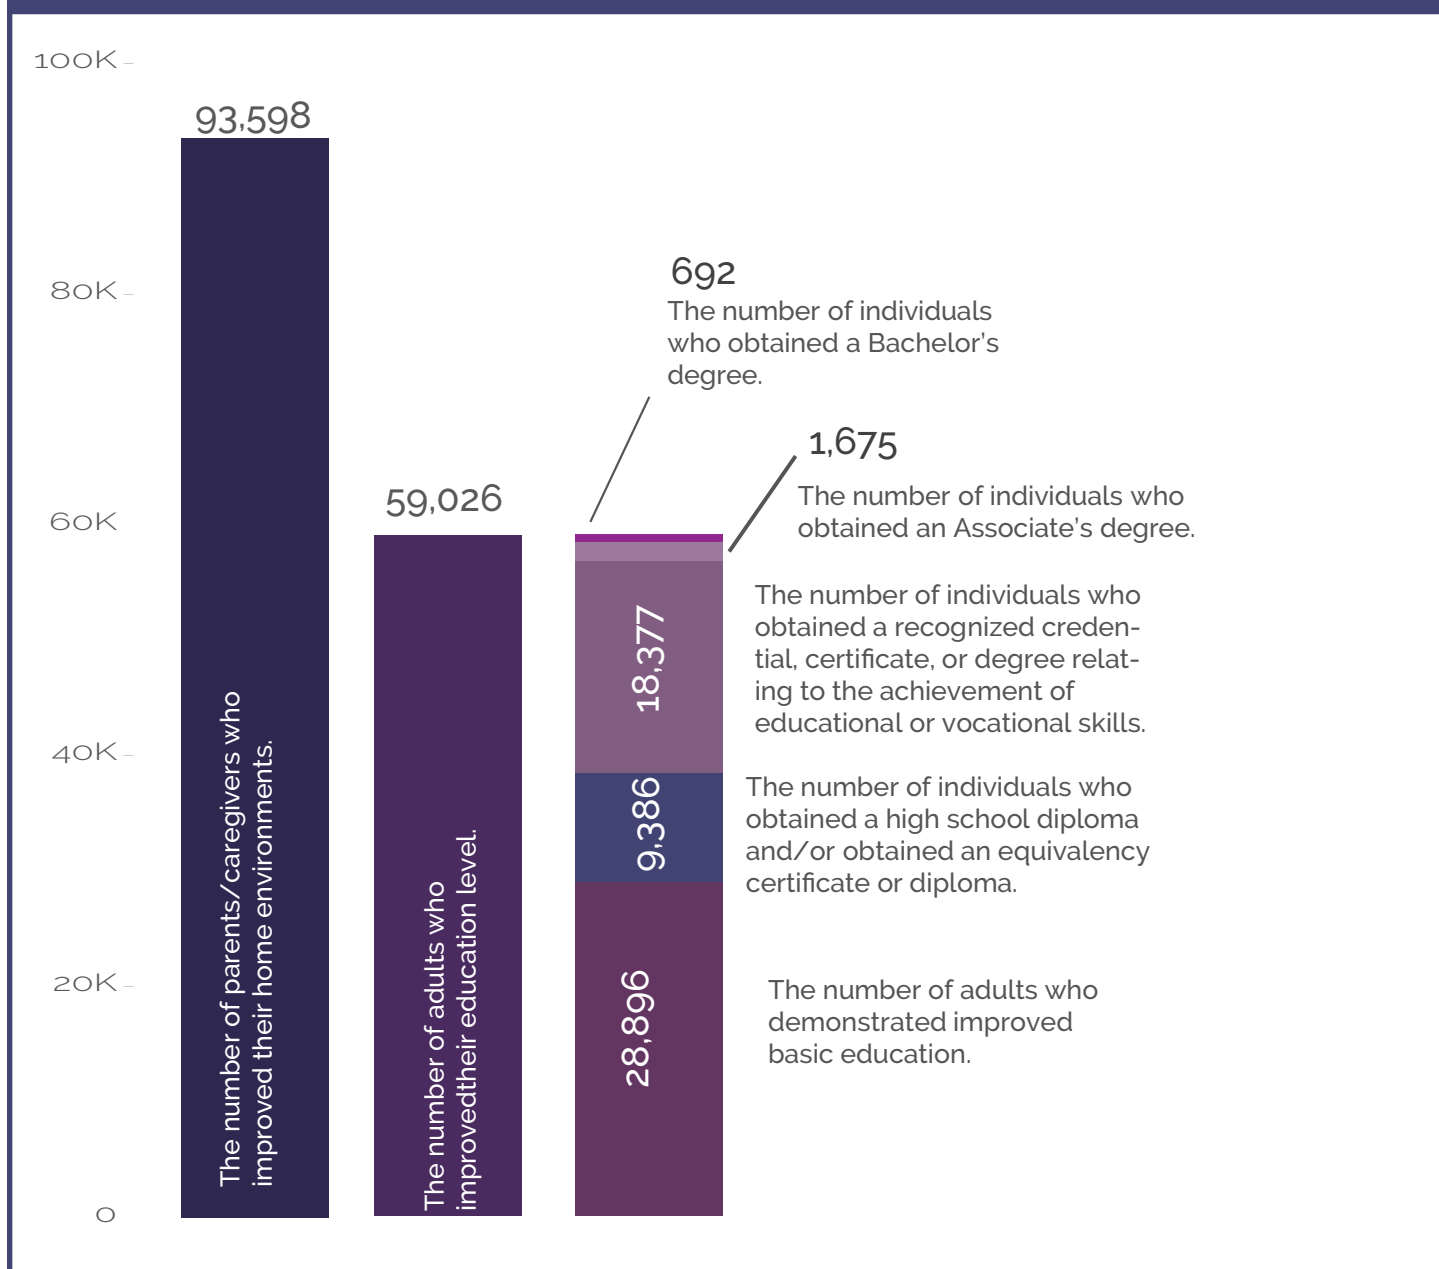 100K
80K
60K
40K
20K
0
93,598
The number of parents/caregivers who
improved their home environments.
59,026
The number of adults who
improvedtheir education level.
692
The number of individuals
who obtained a Bachelor's
degree.
1,675
The number of individuals who
obtained an Associate's degree.
18,377
The number of individuals who
obtained a recognized creden-
tial, certificate, or degree relat-
ing to the achievement of
educational or vocational skills.
9,386
The number of individuals who
obtained a high school diploma
and/or obtained an equivalency
certificate or diploma.
28,896
The number of adults who
demonstrated improved
basic education.